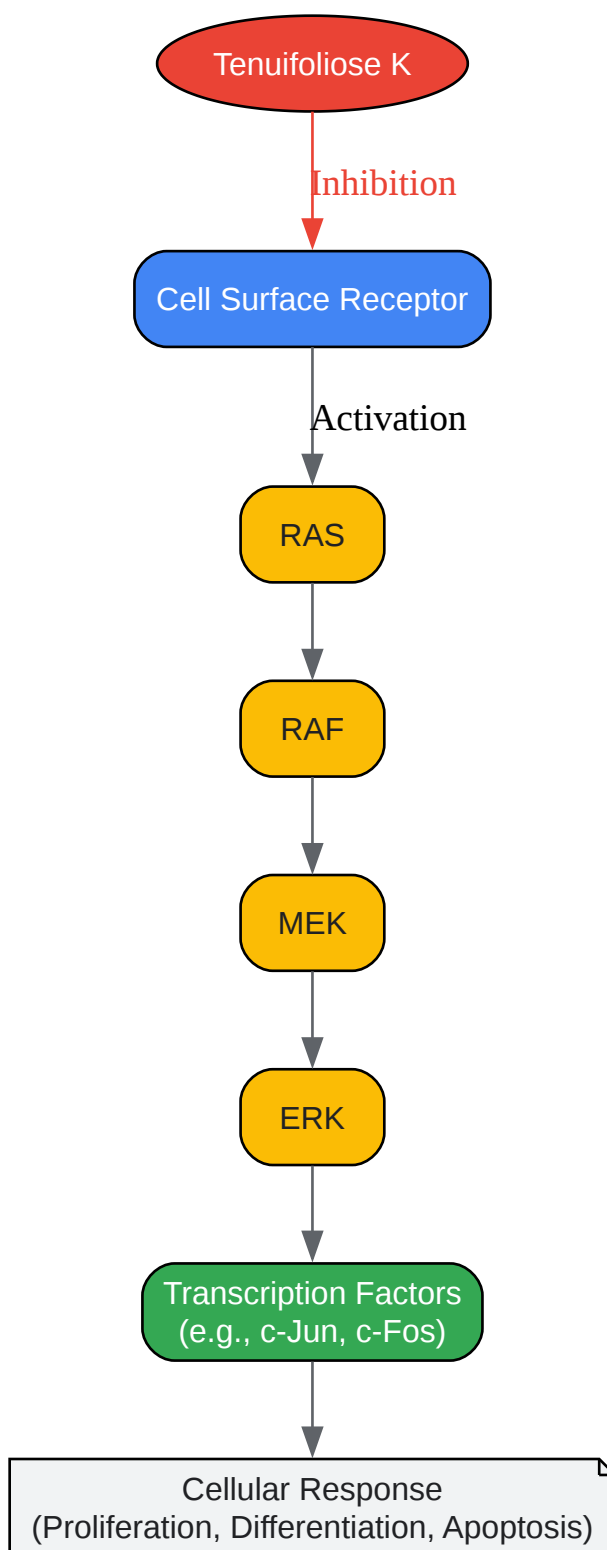 Tenuifoliose K
Inhibition
Cell Surface Receptor
Activation
RAS
RAF
MEK
ERK
Transcription Factors
(e.g., c-Jun, c-Fos)
Cellular Response
(Proliferation, Differentiation, Apoptosis)